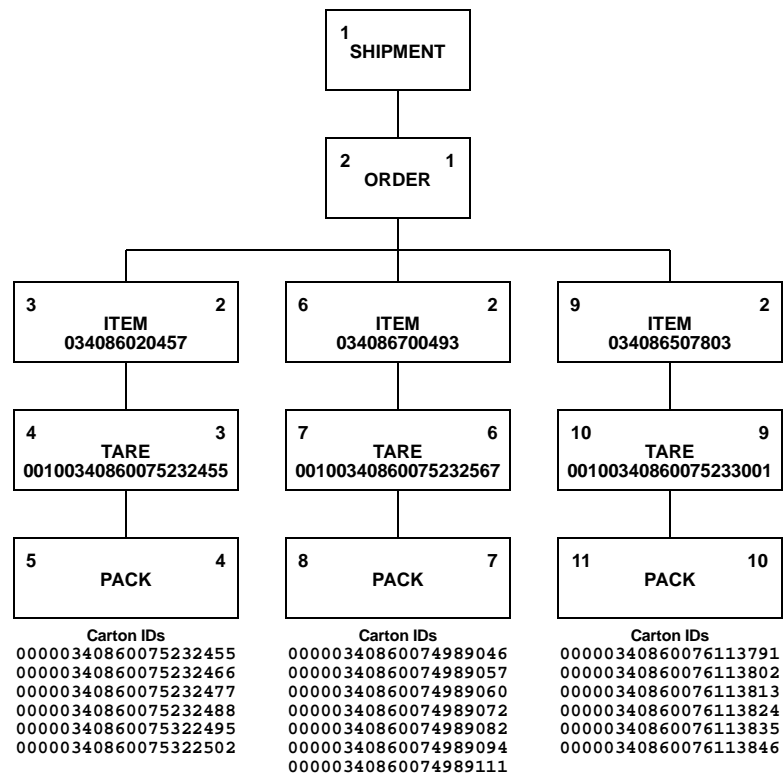 1
SHIPMENT
2 1
ORDER
3 2
ITEM
034086020457
6 2
ITEM
034086700493
9 2
ITEM
034086507803
4 3
TARE
00100340860075232455
7 6
TARE
00100340860075232567
10 9
TARE
00100340860075233001
5 4
PACK
8 7
PACK
11 10
PACK
Carton IDs
00000340860075232455
00000340860075232466
00000340860075232477
00000340860075232488
00000340860075322495
00000340860075322502
Carton IDs
00000340860074989046
00000340860074989057
00000340860074989060
00000340860074989072
00000340860074989082
00000340860074989094
00000340860074989111
Carton IDs
00000340860076113791
00000340860076113802
00000340860076113813
00000340860076113824
00000340860076113835
00000340860076113846